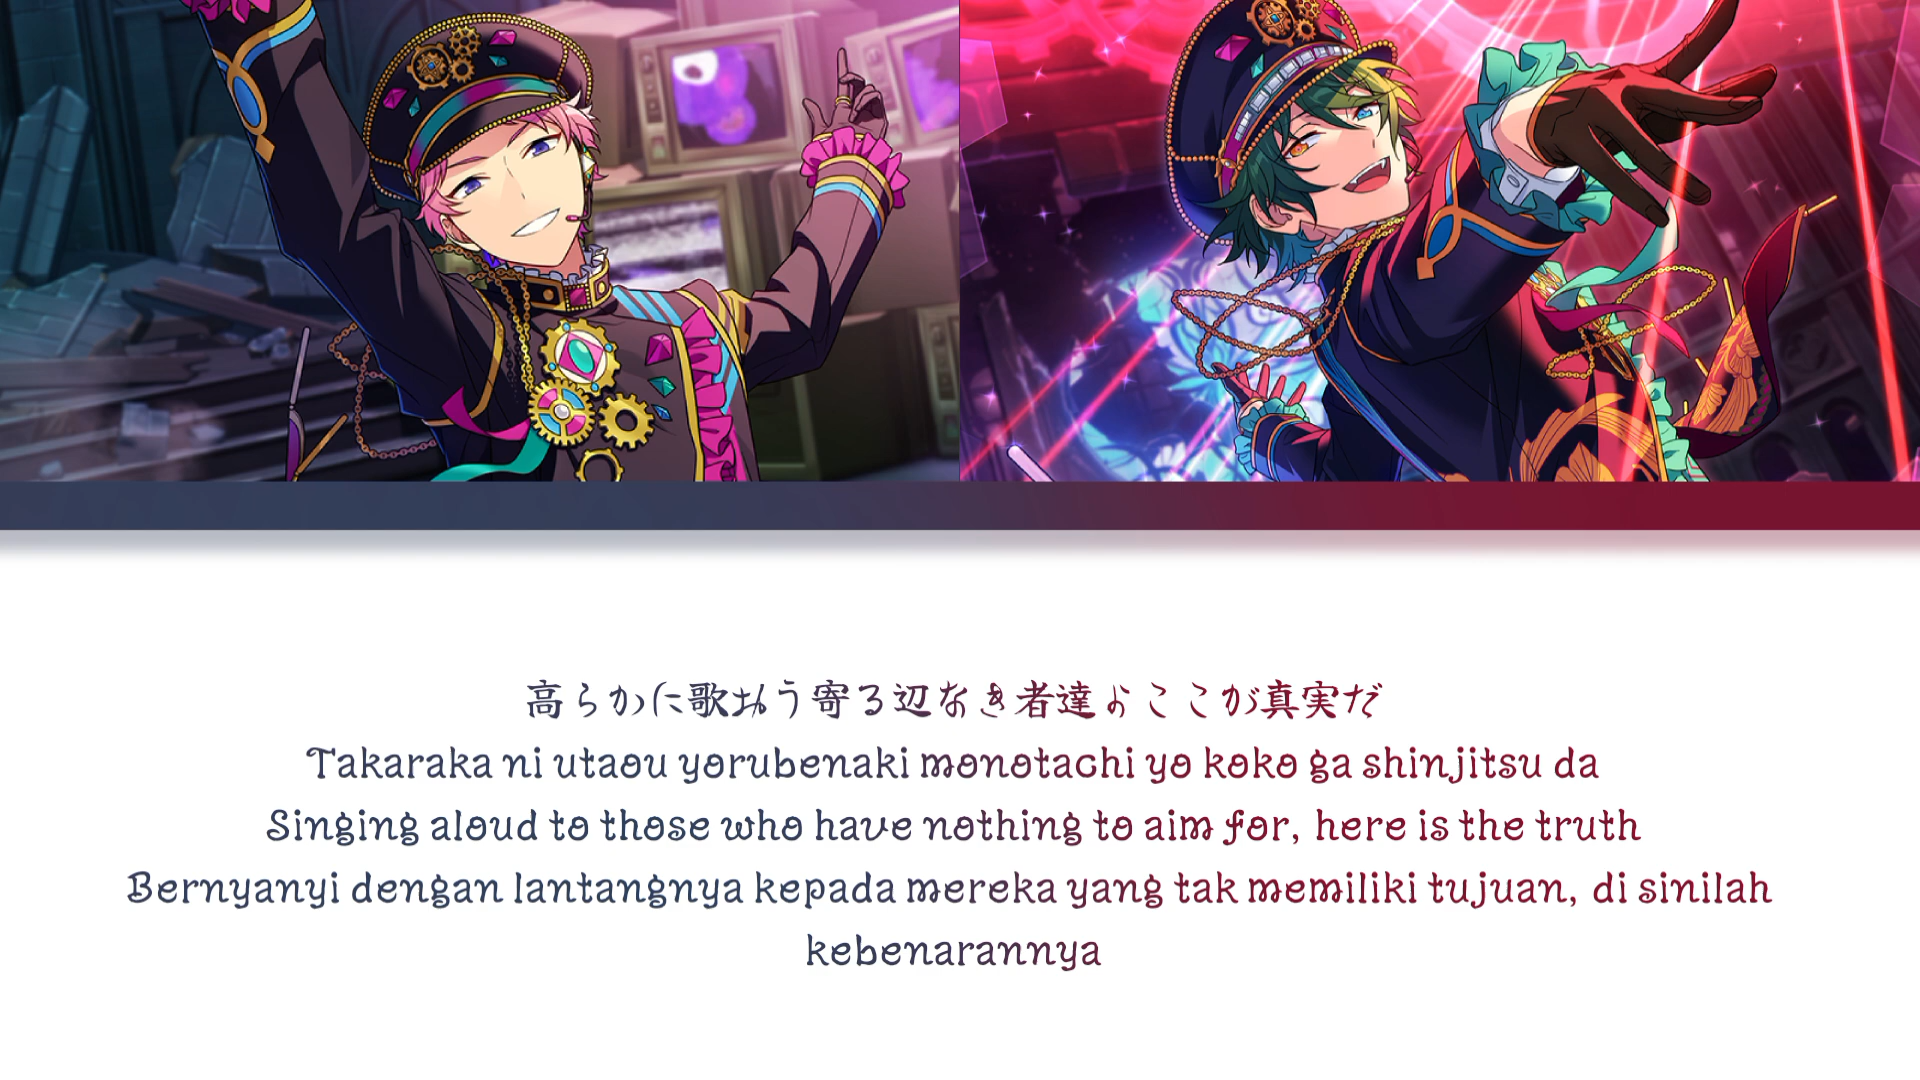 高らかに歌おう寄る辺なき者達よここが真実だ
Takaraka ni utaou yorubenaki monotachi yo koko ga shinjitsu da
Singing aloud to those who have nothing to aim for, here is the truth
Bernyanyi dengan lantangnya kepada mereka yang tak memiliki tujuan, di sinilah
kebenarannya